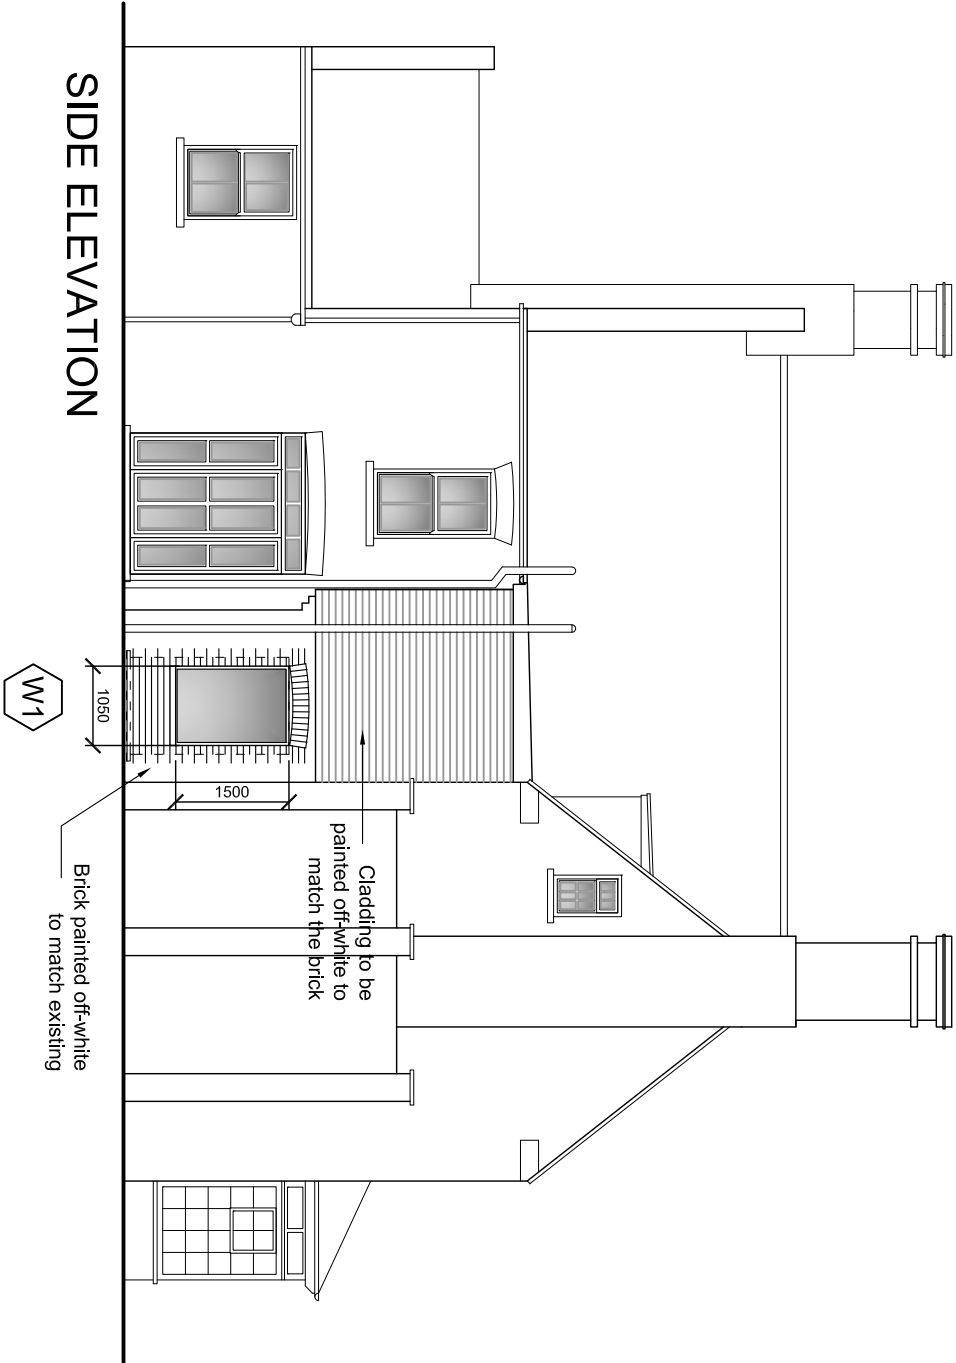 Cladding to be
painted off-white to
match the brick
1500
1050
Brick painted off-white
to match existing
W1
SIDE ELEVATION